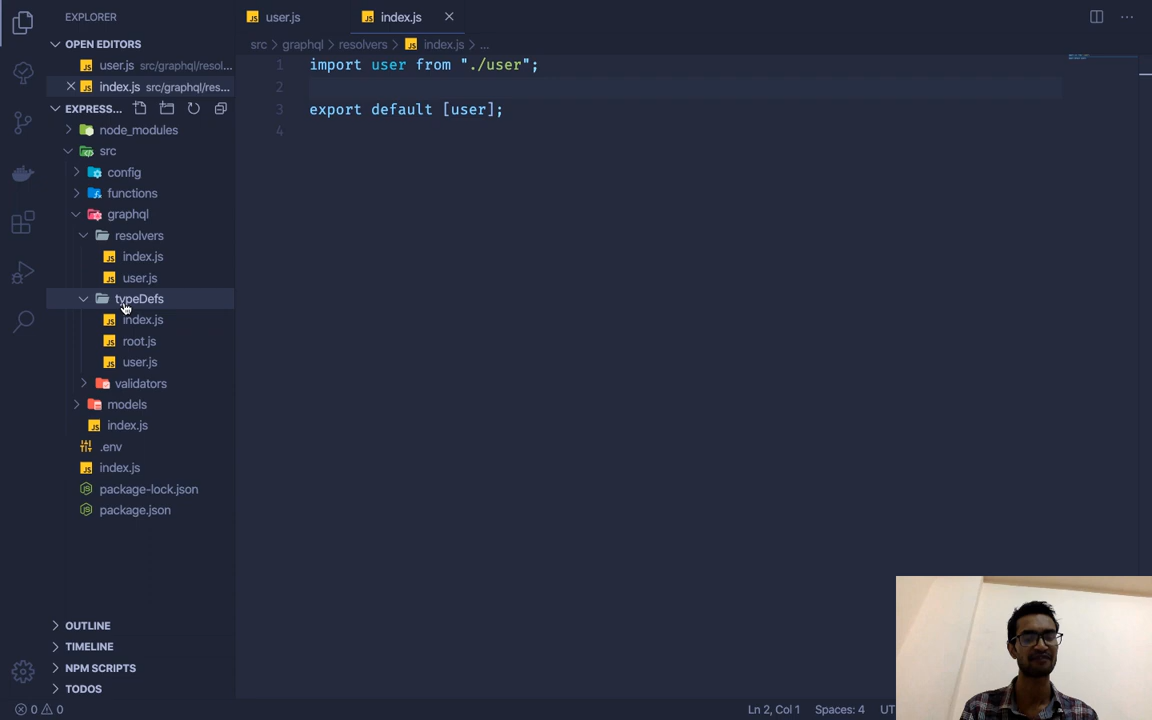 EXPLORER
OPEN EDITORS
user.js src/graphql/resol...
index.js src/graphql/res...
EXPRESS...
node_modules
src
config
functions
graphql
resolvers
index.js
user.js
typeDefs
index.js
root.js
user.js
validators
models
index.js
.env
index.js
package-lock.json
package.json
OUTLINE
TIMELINE
NPM SCRIPTS
TODOS
user.js
index.js
src > graphql > resolvers > index.js > ...
1 import user from "./user";
2
3 export default [user];
4
0 0
Ln 2, Col 1 Spaces: 4 UT